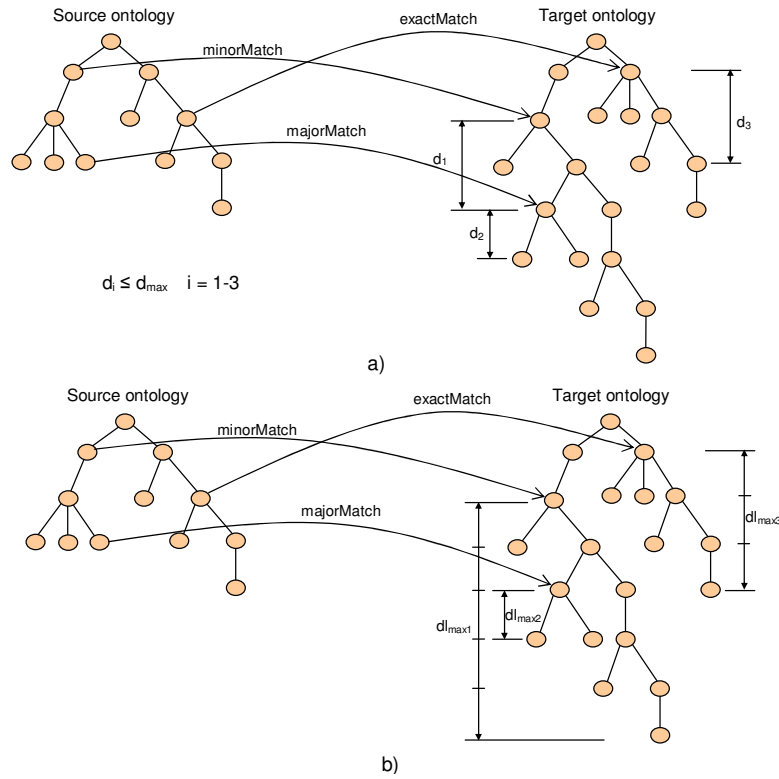 Source ontology
exactMatch
Target ontology
minorMatch
majorMatch
d1
d2
d3
di ≤ dmax i = 1-3
a)
Source ontology
exactMatch
Target ontology
minorMatch
majorMatch
dlmax1
dlmax2
dlmax3
b)